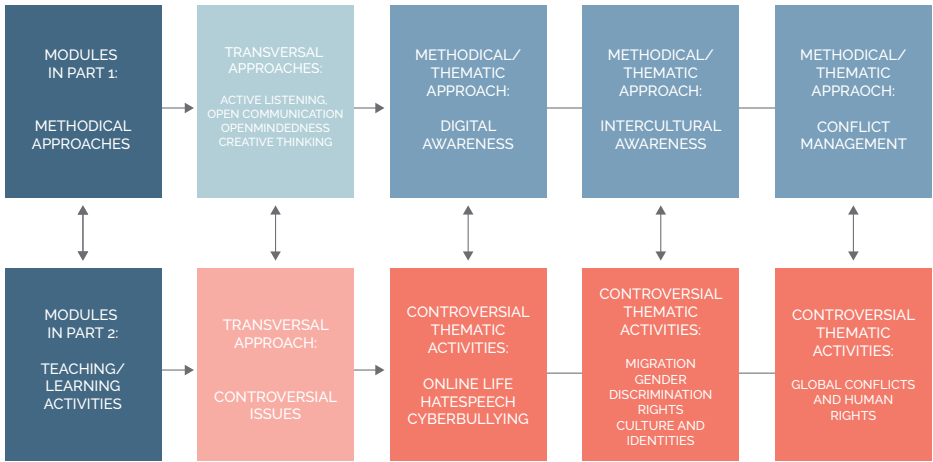 MODULES
IN PART 1:
METHODICAL
APPROACHES
TRANSVERSAL
APPROACHES:
ACTIVE LISTENING,
OPEN COMMUNICATION
OPENMINDEDNESS
CREATIVE THINKING
METHODICAL/
THEMATIC
APPROACH:
DIGITAL
AWARENESS
METHODICAL/
THEMATIC
APPROACH:
INTERCULTURAL
AWARENESS
METHODICAL/
THEMATIC
APPRAOCH:
CONFLICT
MANAGEMENT
MODULES
IN PART 2:
TEACHING/
LEARNING
ACTIVITIES
TRANSVERSAL
APPROACH:
CONTROVERSIAL
ISSUES
CONTROVERSIAL
THEMATIC
ACTIVITIES:
ONLINE LIFE
HATESPEECH
CYBERBULLYING
CONTROVERSIAL
THEMATIC
ACTIVITIES:
MIGRATION
GENDER
DISCRIMINATION
RIGHTS
CULTURE AND
IDENTITIES
CONTROVERSIAL
THEMATIC
ACTIVITIES:
GLOBAL CONFLICTS
AND HUMAN
RIGHTS